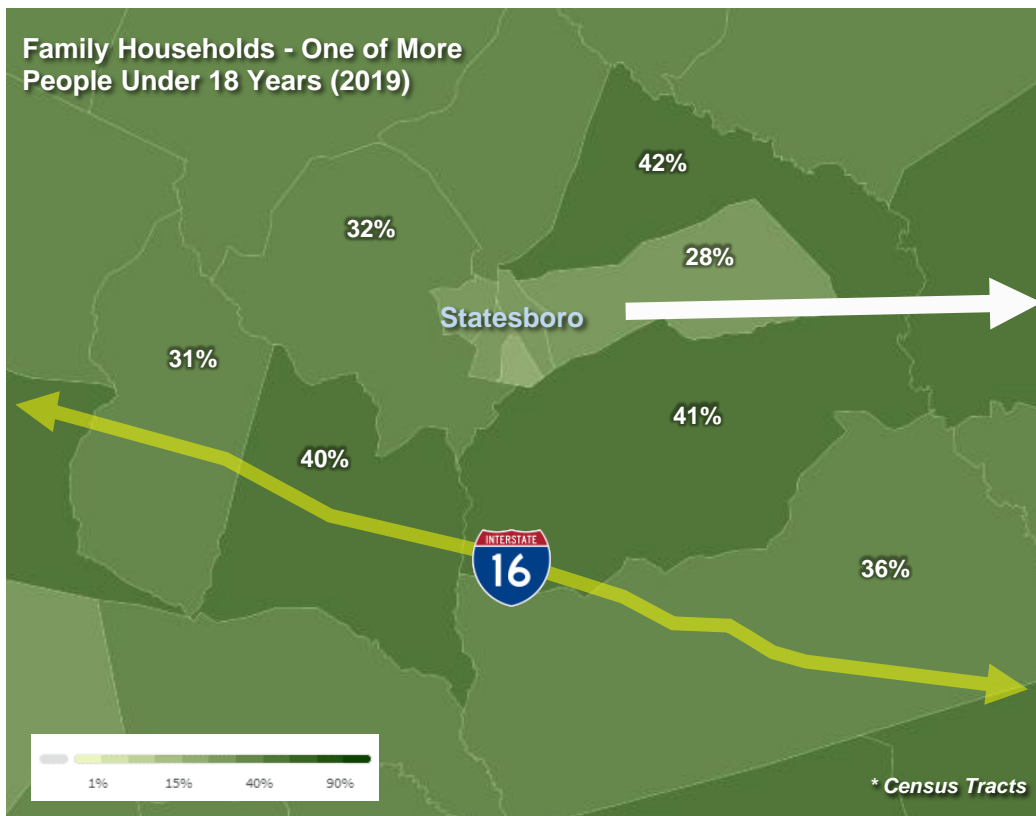 Family Households - One of More
People Under 18 Years (2019)
42%
32%
28%
Statesboro
31%
41%
40%
INTERSTATE
16
36%
1% 15% 40% 90%
* Census Tracts